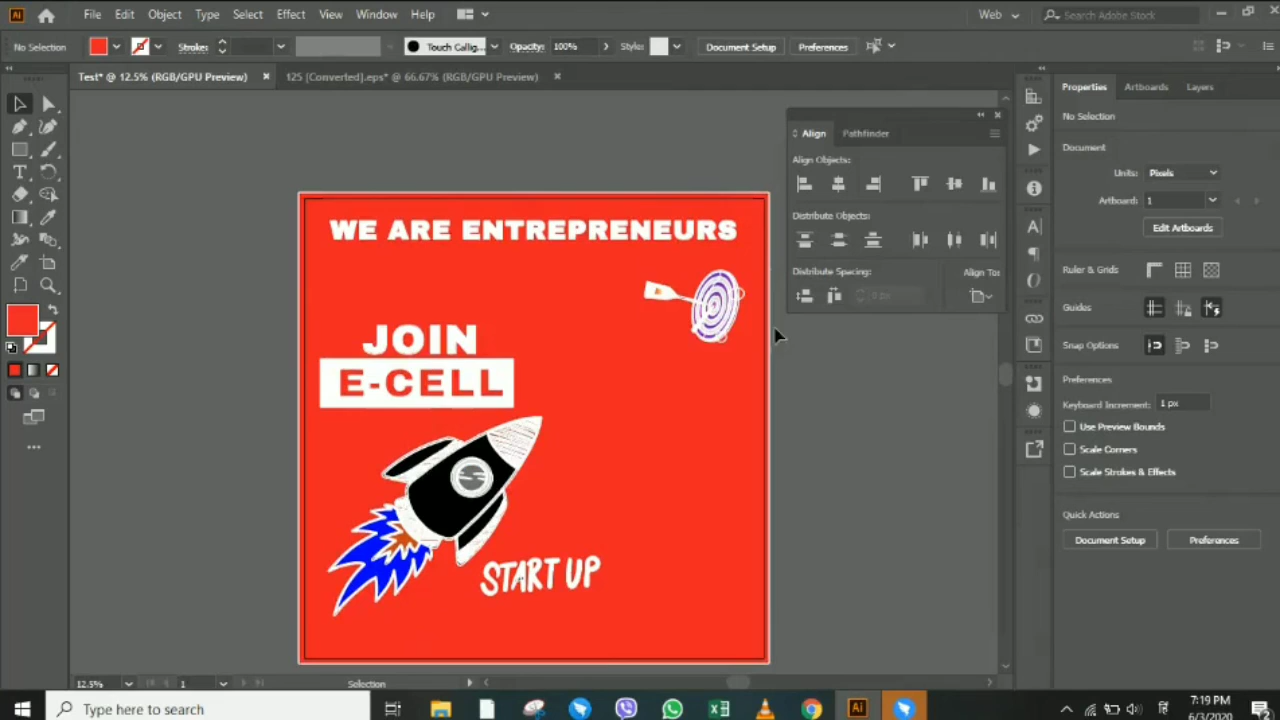 Ai File Edit Object Type Select Effect View Window Help Web Search Adobe Stock
No Selection Stroke: Touch Callig... Opacity: 100% Style: Document Setup Preferences
Test* @ 12.5% (RGB/GPU Preview) × 125 [Converted].eps* @ 66.67% (RGB/GPU Preview) ×
Properties Artboards Layers
No Selection
Document
Units: Pixels
Artboard: 1
Edit Artboards
Ruler & Grids
Guides
Snap Options
Preferences
Keyboard Increment: 1 px
Use Preview Bounds
Scale Corners
Scale Strokes & Effects
Quick Actions
Document Setup Preferences
Align Pathfinder
Align Objects:
Distribute Objects:
Distribute Spacing: Align To:
0 px
WE ARE ENTREPRENEURS
JOIN
E-CELL
START UP
12.5% 1 Selection
Type here to search
7:19 PM
6/3/2020